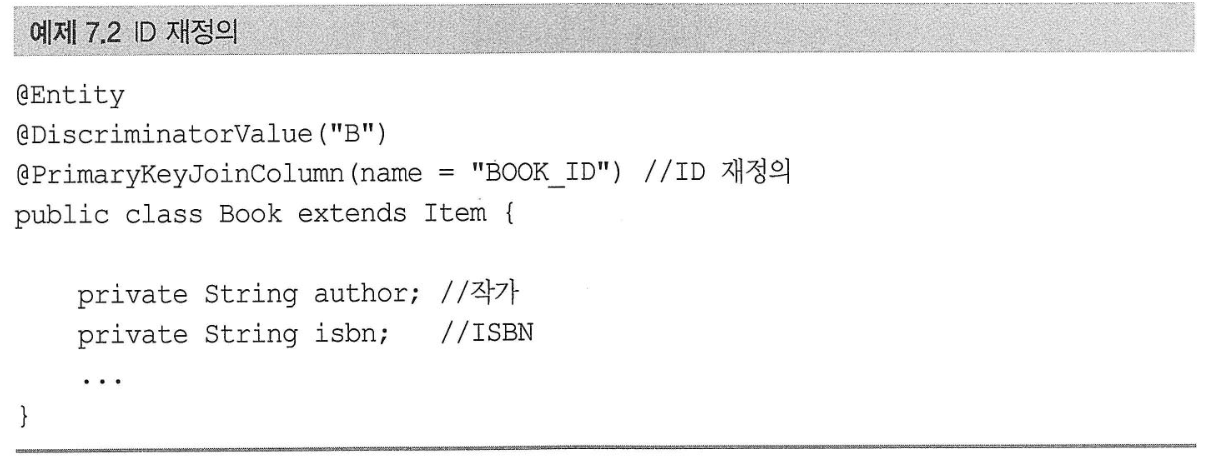 예제 7.2 ID 재정의
@Entity
@DiscriminatorValue("B")
@PrimaryKeyJoinColumn(name = "BOOK_ID") //ID 재정의
public class Book extends Item {
    private String author; //작가
    private String isbn;   //ISBN
    ...
}